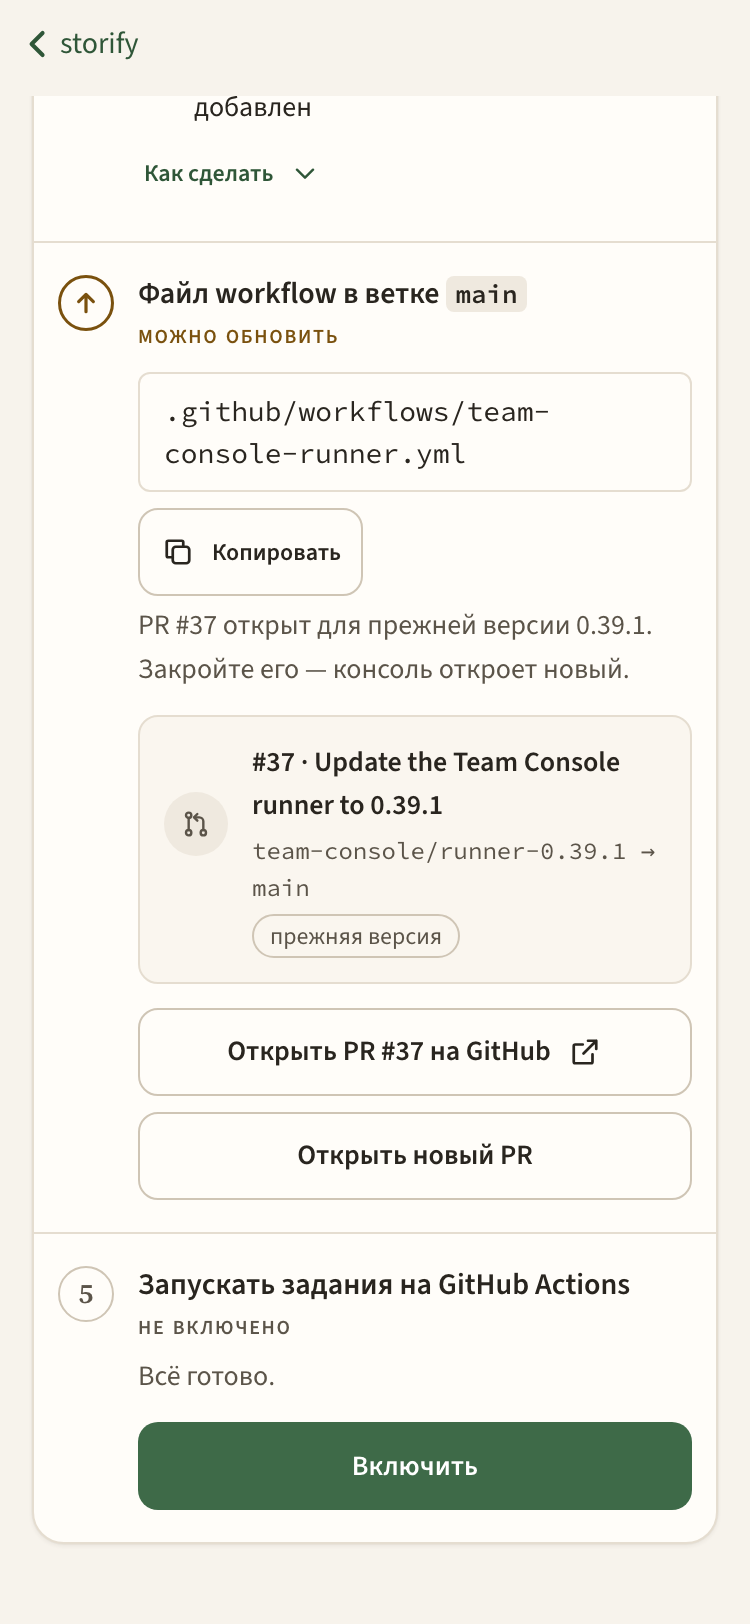 storify
добавлен
Как сделать
Файл workflow в ветке main
МОЖНО ОБНОВИТЬ
.github/workflows/team-
console-runner.yml
Копировать
PR #37 открыт для прежней версии 0.39.1.
Закройте его — консоль откроет новый.
#37 · Update the Team Console
runner to 0.39.1
team-console/runner-0.39.1 →
main
прежняя версия
Открыть PR #37 на GitHub
Открыть новый PR
5
Запускать задания на GitHub Actions
НЕ ВКЛЮЧЕНО
Всё готово.
Включить